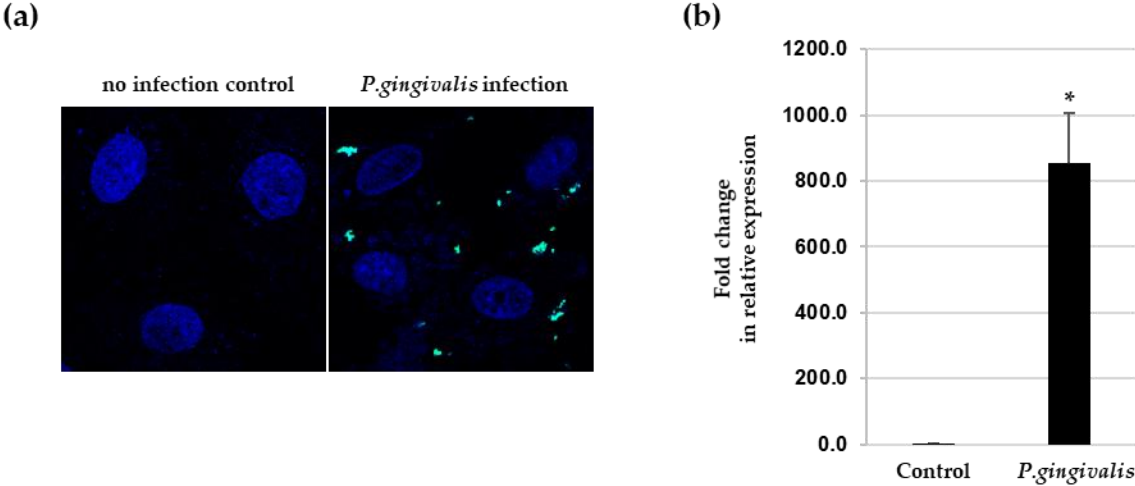 (a)
no infection control
P.gingivalis infection
(b)
Fold change
in relative expression
1200.0
1000.0
800.0
600.0
400.0
200.0
0.0
*
Control
P.gingivalis